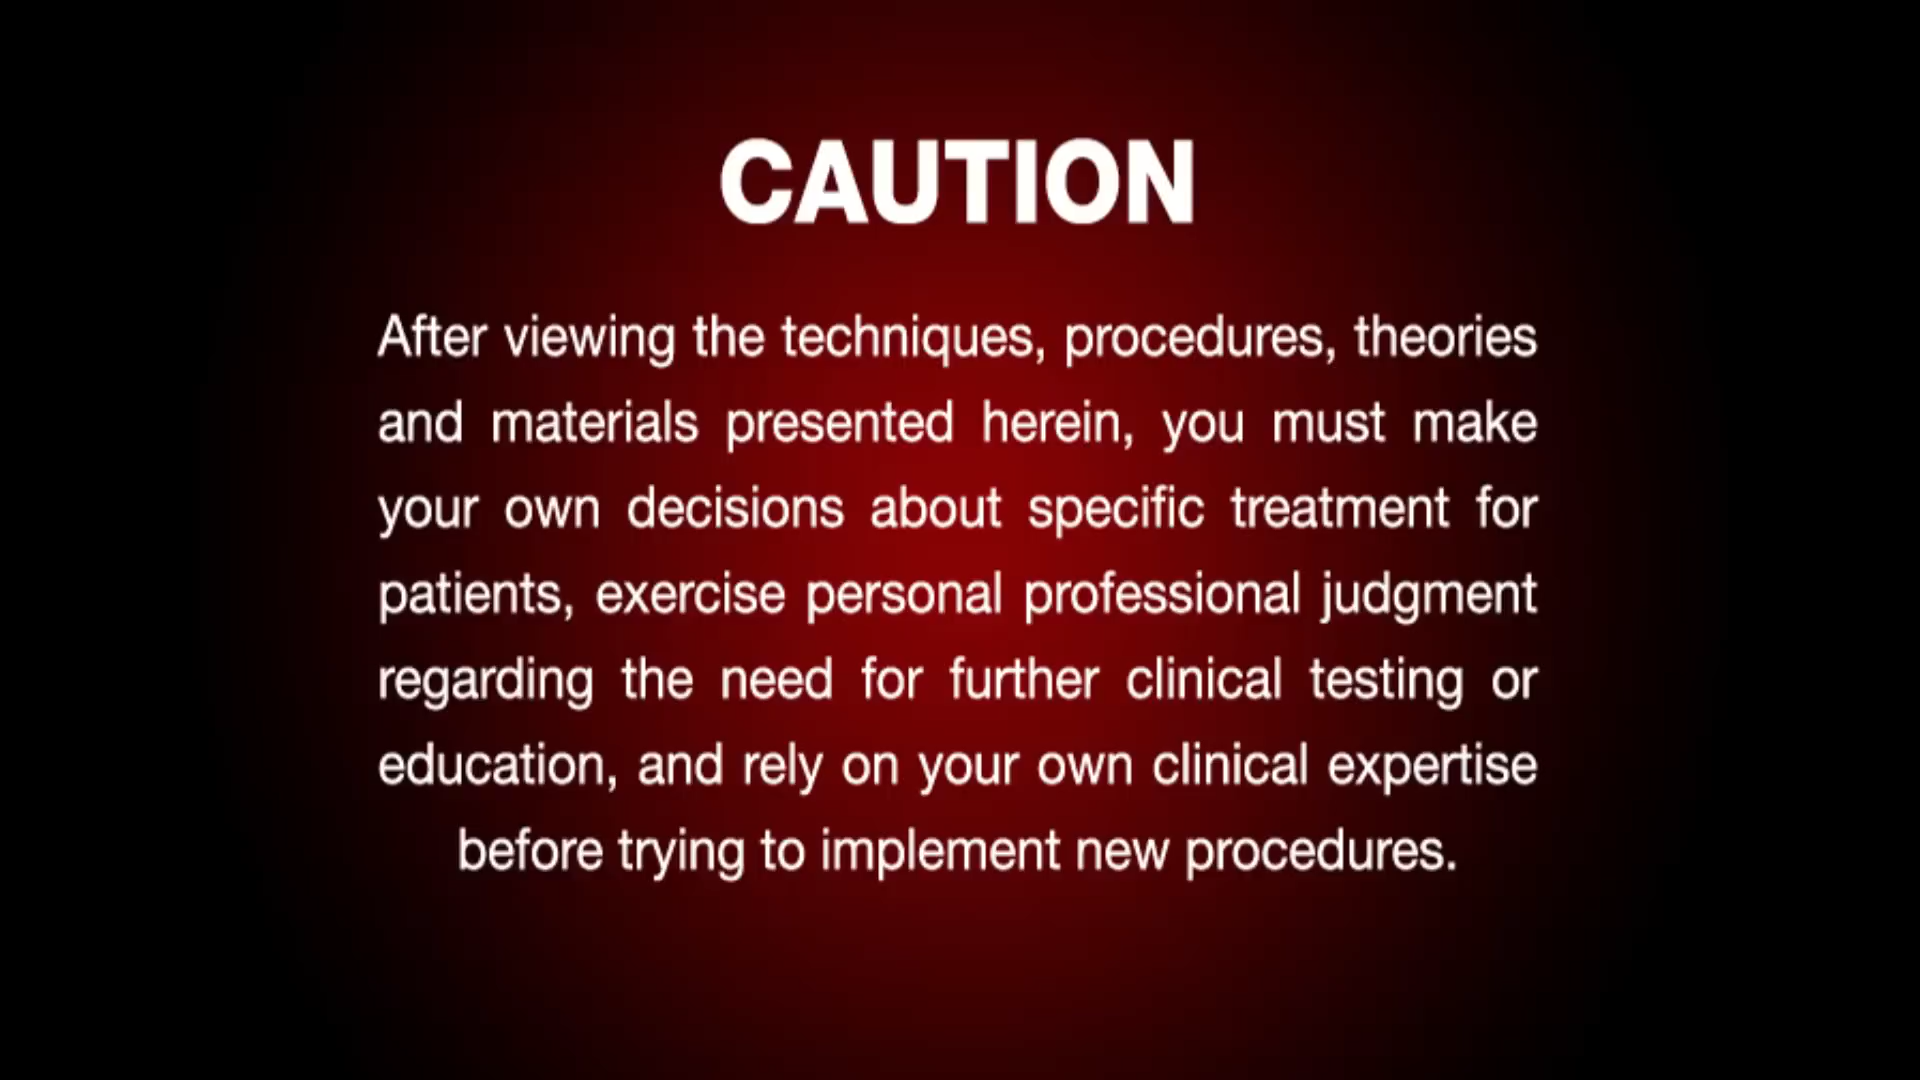 CAUTION
After viewing the techniques, procedures, theories
and materials presented herein, you must make
your own decisions about specific treatment for
patients, exercise personal professional judgment
regarding the need for further clinical testing or
education, and rely on your own clinical expertise
before trying to implement new procedures.